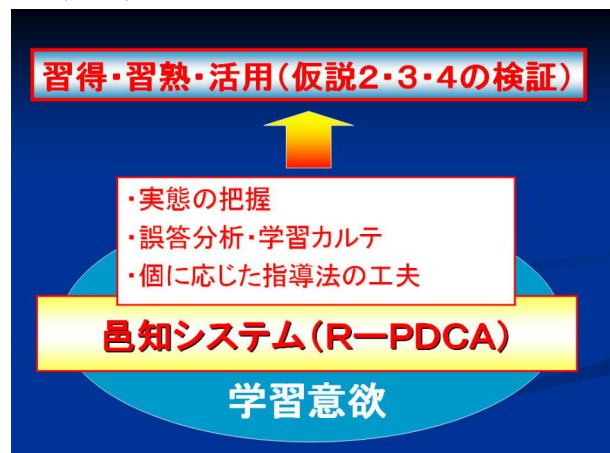 習得・習熟・活用(仮説2・3・4の検証)
・実態の把握
・誤答分析・学習カルテ
・個に応じた指導法の工夫
邑知システム(R－PDCA)
学習意欲